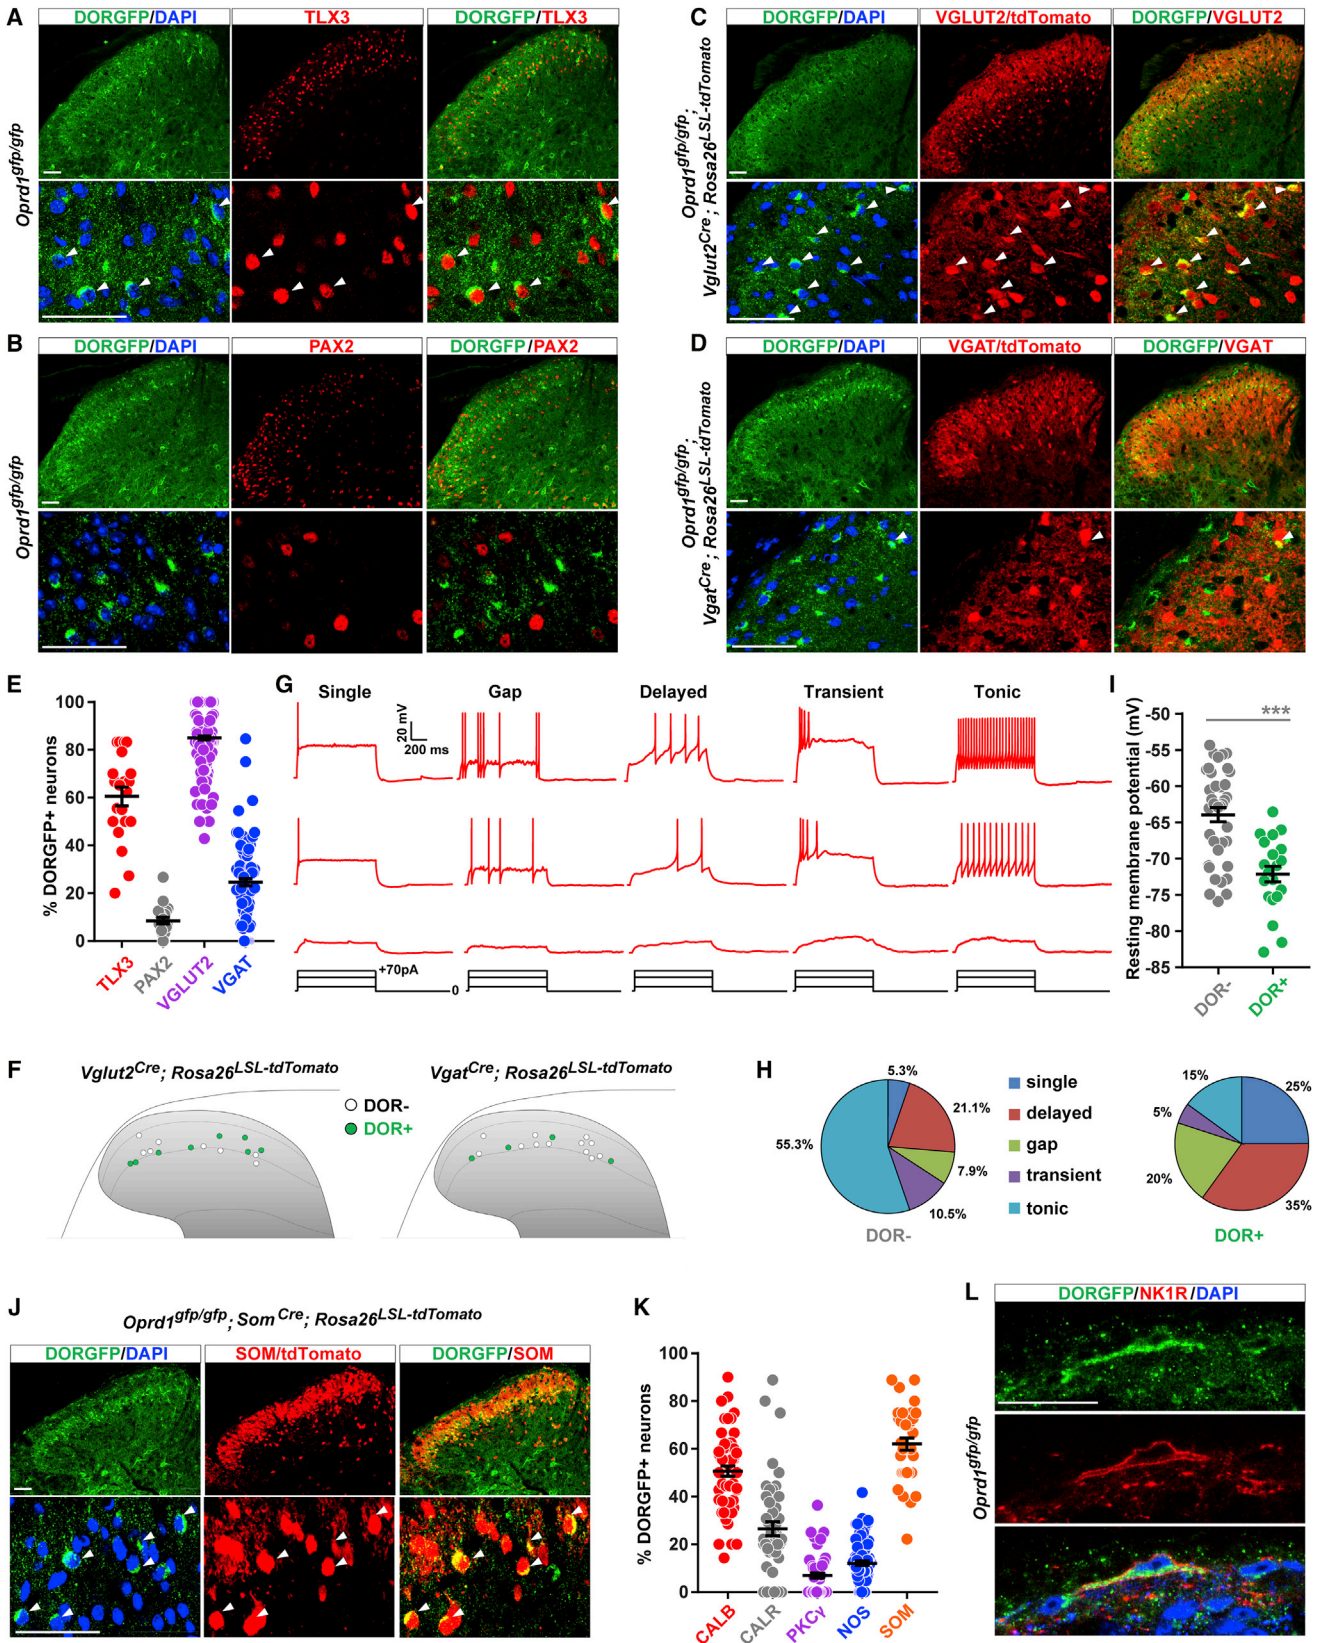 A
DORGFP/DAPI
TLX3
DORGFP/TLX3
Oprd1gfp/gfp
B
DORGFP/DAPI
PAX2
DORGFP/PAX2
Oprd1gfp/gfp
C
DORGFP/DAPI
VGLUT2/tdTomato
DORGFP/VGLUT2
Oprd1gfp/gfp;
Vglut2Cre; Rosa26LSL-tdTomato
D
DORGFP/DAPI
VGAT/tdTomato
DORGFP/VGAT
Oprd1gfp/gfp;
VgatCre; Rosa26LSL-tdTomato
E
% DORGFP+ neurons
100
80
60
40
20
0
TLX3
PAX2
VGLUT2
VGAT
G
Single
Gap
Delayed
Transient
Tonic
20 mV
200 ms
+70pA
0
I
Resting membrane potential (mV)
***
-50
-55
-60
-65
-70
-75
-80
-85
DOR-
DOR+
F
Vglut2Cre; Rosa26LSL-tdTomato
VgatCre; Rosa26LSL-tdTomato
DOR-
DOR+
H
5.3%
21.1%
7.9%
10.5%
55.3%
DOR-
single
delayed
gap
transient
tonic
15%
25%
5%
20%
35%
DOR+
J
Oprd1gfp/gfp; SomCre; Rosa26LSL-tdTomato
DORGFP/DAPI
SOM/tdTomato
DORGFP/SOM
K
% DORGFP+ neurons
100
80
60
40
20
0
CALB
CALR
PKCγ
NOS
SOM
L
DORGFP/NK1R/DAPI
Oprd1gfp/gfp